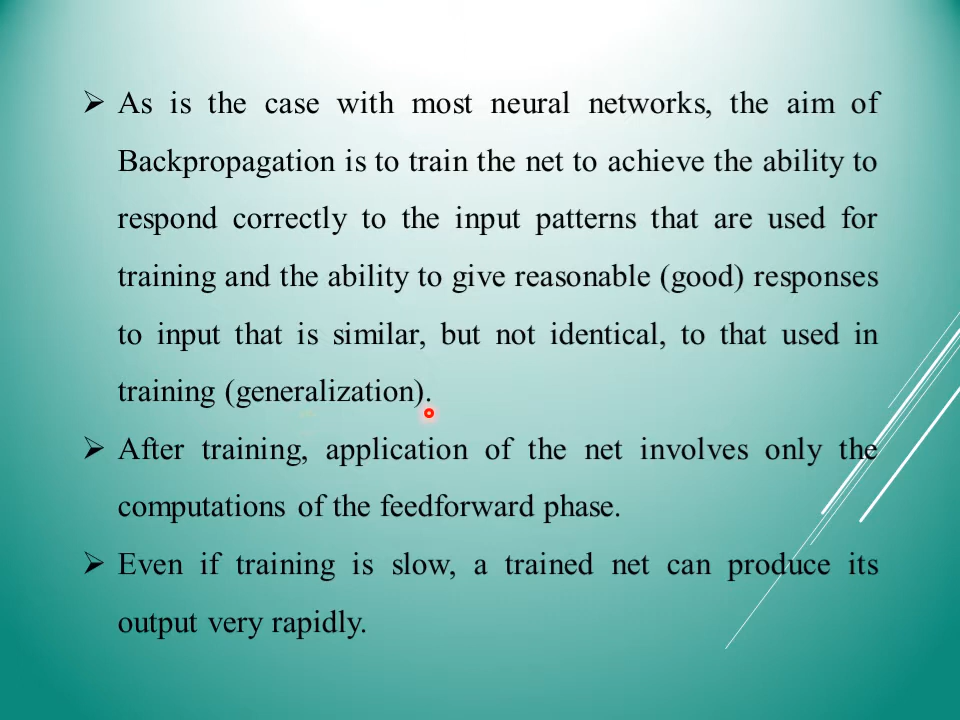 ➢ As is the case with most neural networks, the aim of
Backpropagation is to train the net to achieve the ability to
respond correctly to the input patterns that are used for
training and the ability to give reasonable (good) responses
to input that is similar, but not identical, to that used in
training (generalization).
➢ After training, application of the net involves only the
computations of the feedforward phase.
➢ Even if training is slow, a trained net can produce its
output very rapidly.